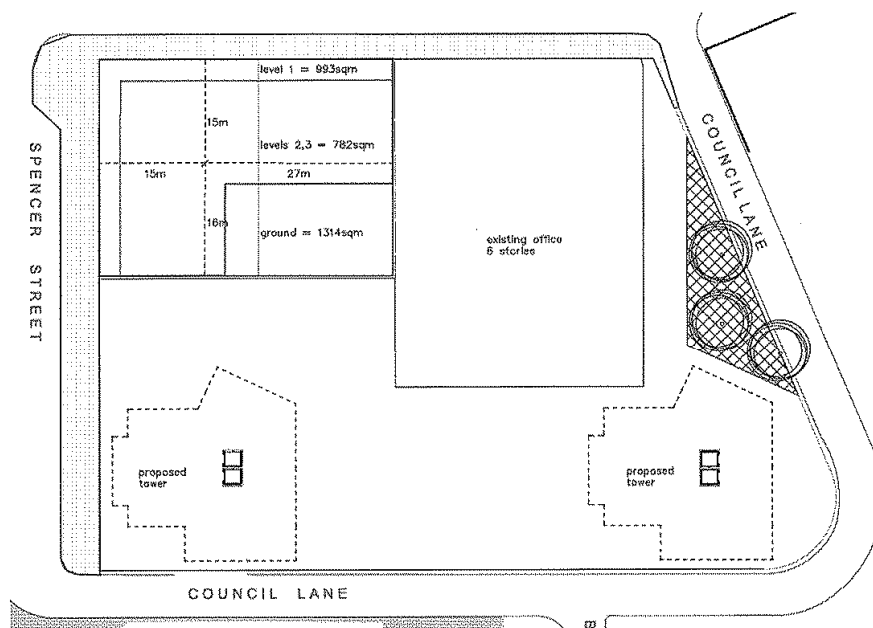 level 1 = 993sqm
15m
levels 2,3 = 782sqm
15m
27m
16m
ground = 1314sqm
existing office
6 stories
SPENCER STREET
COUNCIL LANE
proposed
tower
proposed
tower
COUNCIL LANE
B